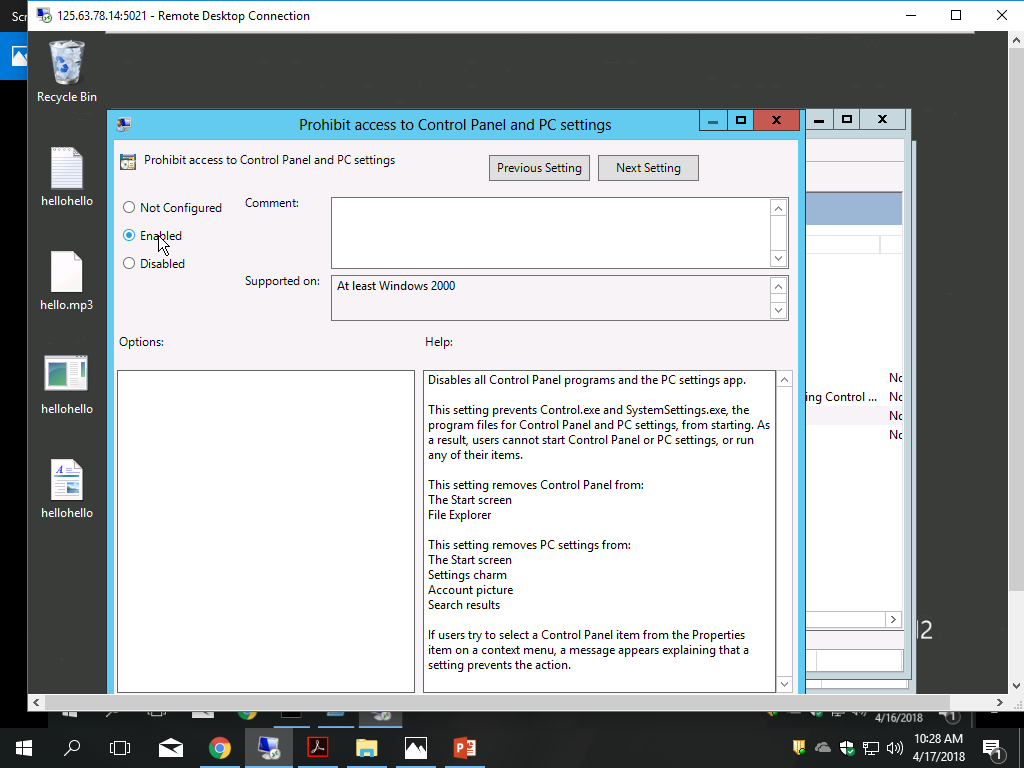 Scr
125.63.78.14:5021 - Remote Desktop Connection
Recycle Bin
hellohello
hello.mp3
hellohello
hellohello
Prohibit access to Control Panel and PC settings
Prohibit access to Control Panel and PC settings
Previous Setting
Next Setting
Not Configured
Enabled
Disabled
Comment:
Supported on:
At least Windows 2000
Options:
Help:
Disables all Control Panel programs and the PC settings app.
This setting prevents Control.exe and SystemSettings.exe, the
program files for Control Panel and PC settings, from starting. As
a result, users cannot start Control Panel or PC settings, or run
any of their items.
This setting removes Control Panel from:
The Start screen
File Explorer
This setting removes PC settings from:
The Start screen
Settings charm
Account picture
Search results
If users try to select a Control Panel item from the Properties
item on a context menu, a message appears explaining that a
setting prevents the action.
No
ing Control ... No
No
No
4/16/2018
10:28 AM
4/17/2018
1